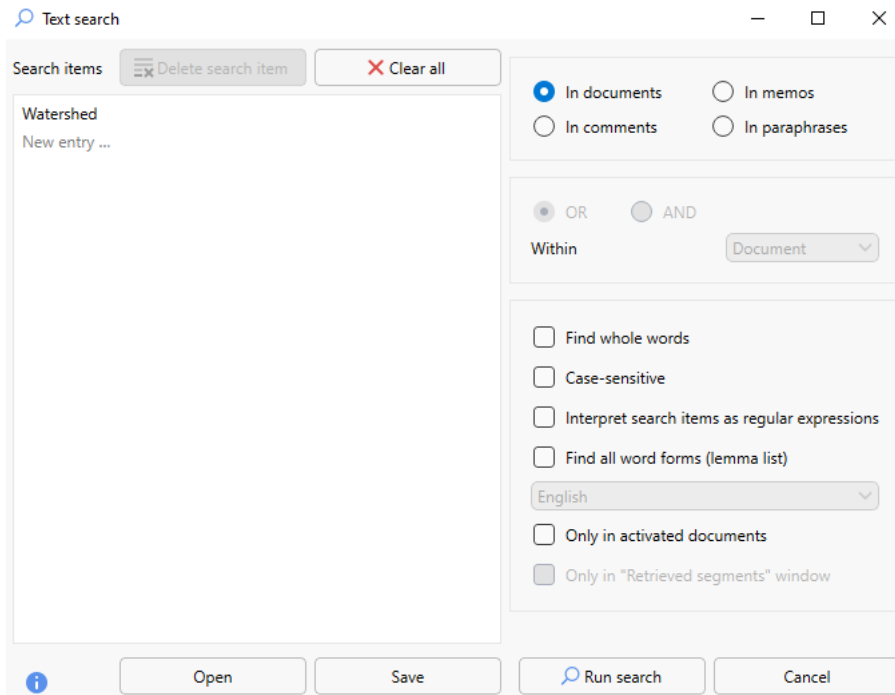 Text search
Search items
Delete search item
Clear all
Watershed
New entry ...
In documents
In memos
In comments
In paraphrases
OR
AND
Within
Document
Find whole words
Case-sensitive
Interpret search items as regular expressions
Find all word forms (lemma list)
English
Only in activated documents
Only in "Retrieved segments" window
Open
Save
Run search
Cancel